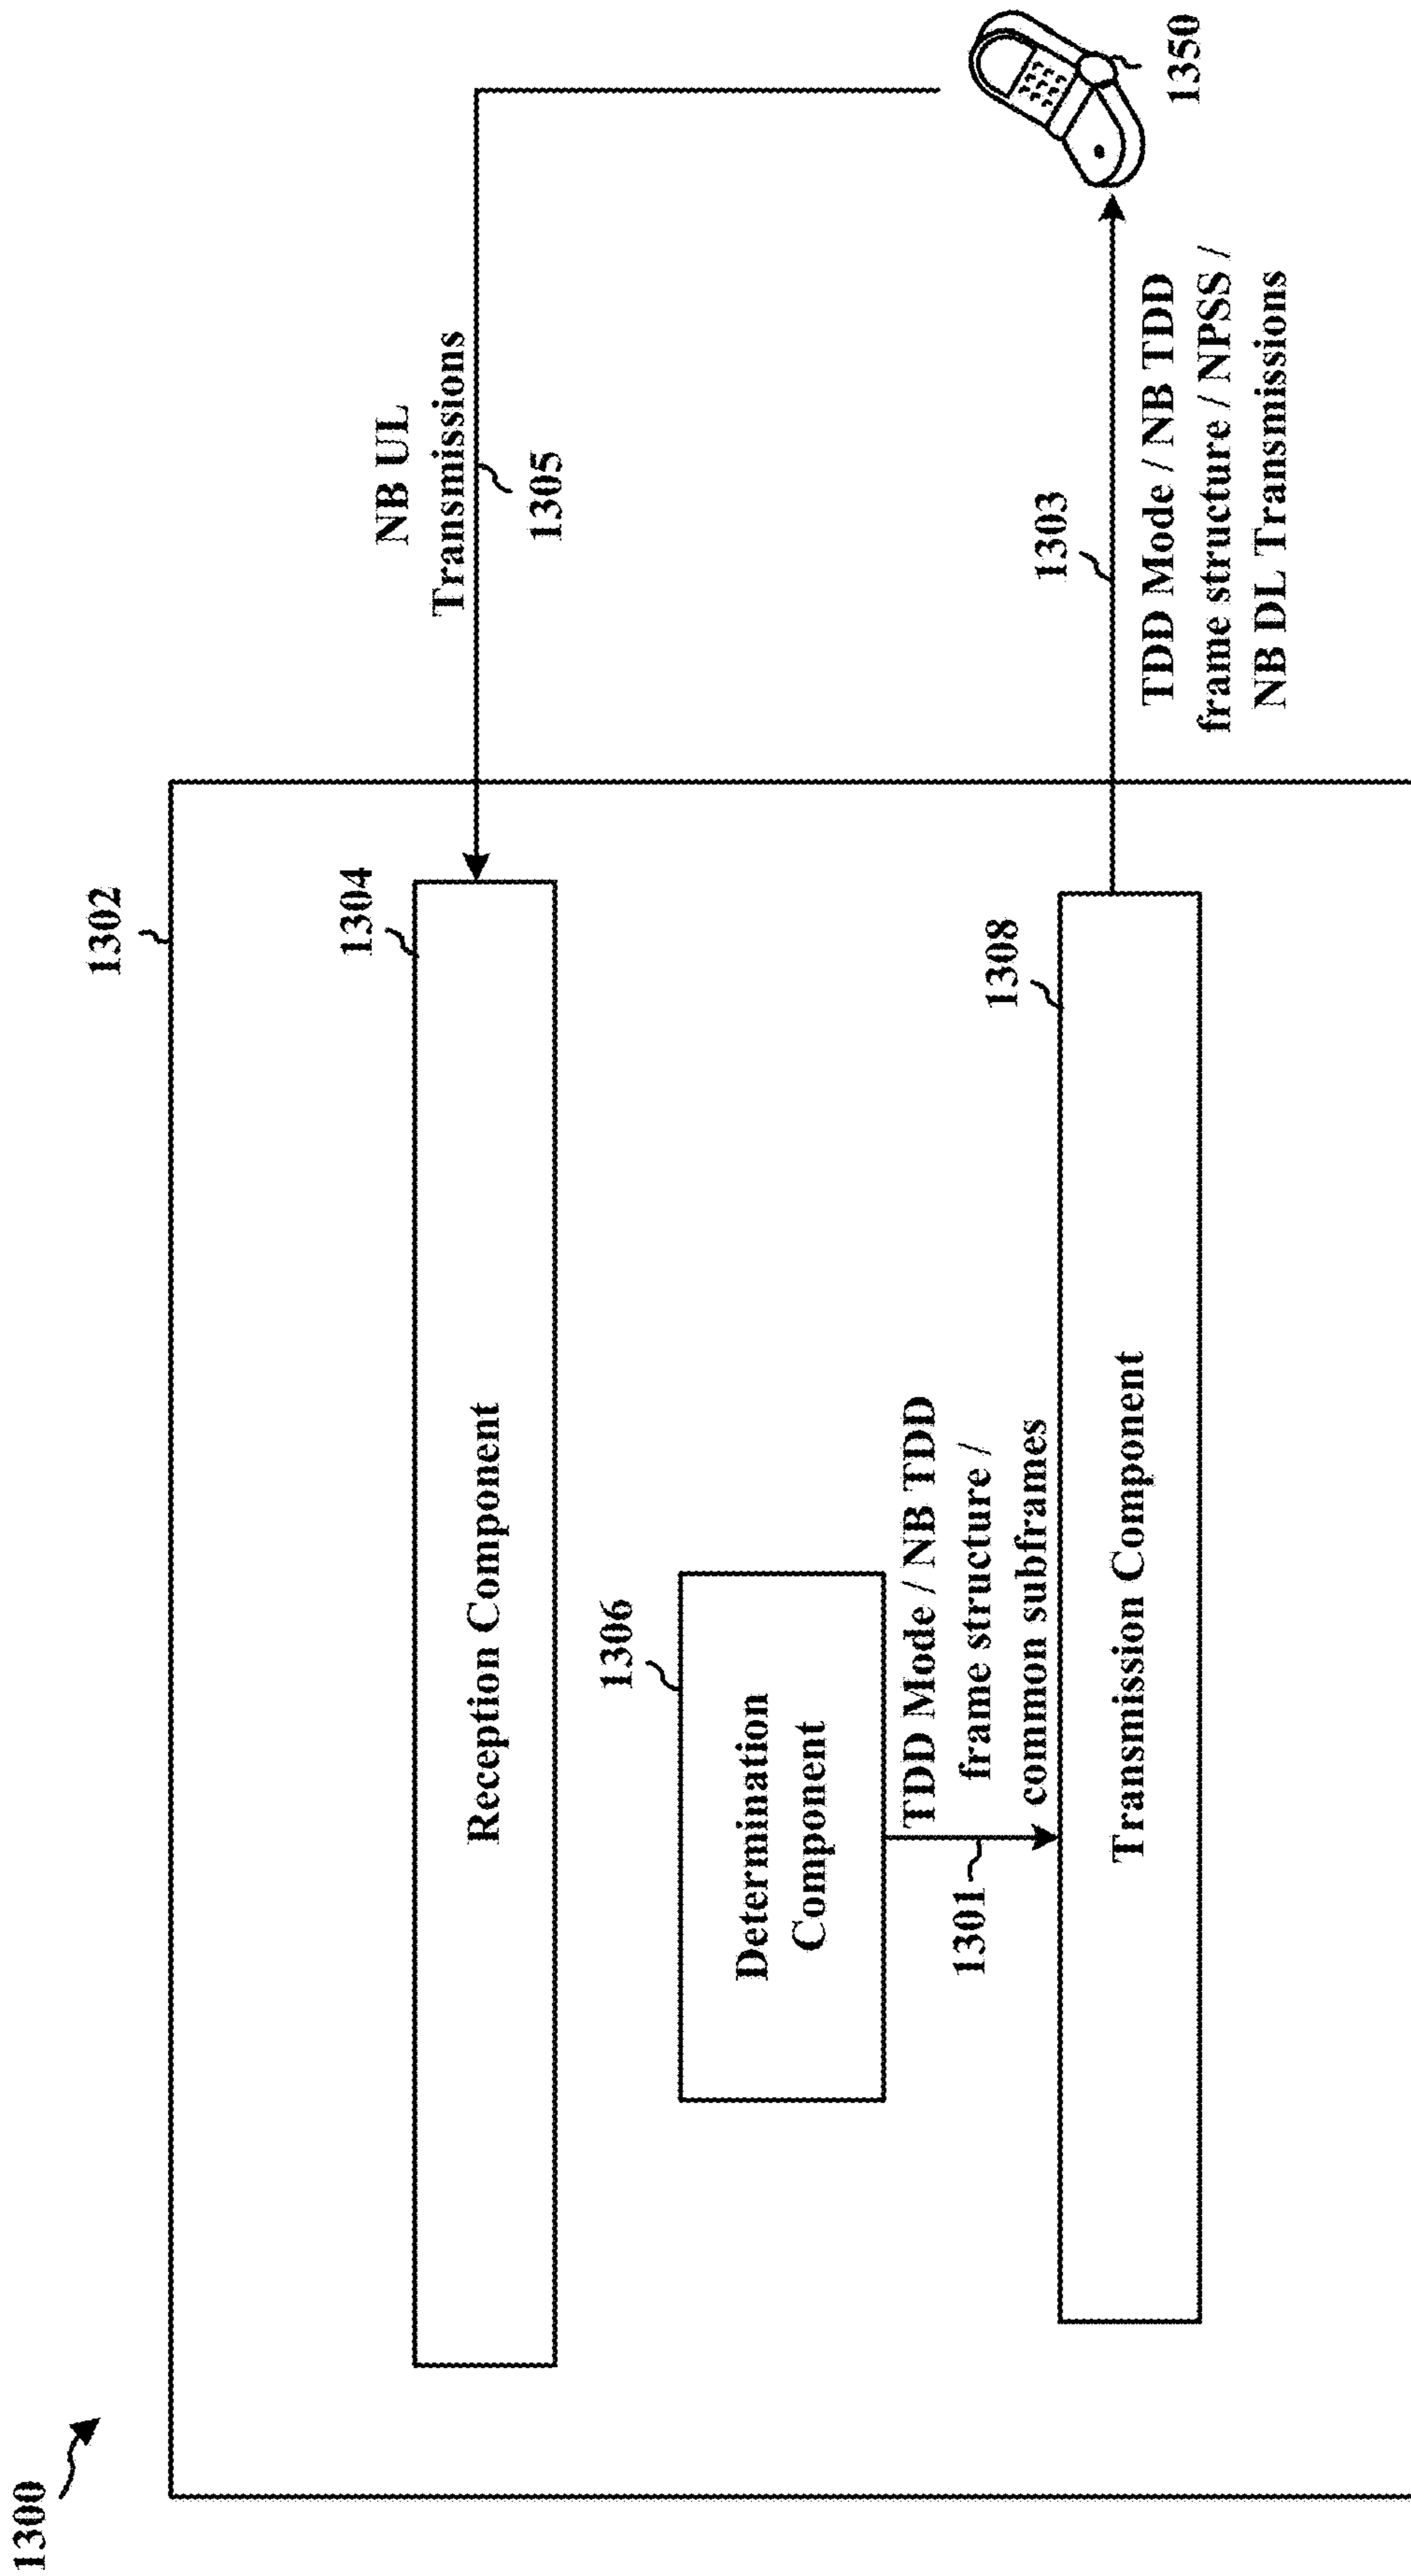 1300
1302
1304
Reception Component
NB UL
Transmissions
1305
1306
Determination
Component
1301
TDD Mode / NB TDD
frame structure /
common subframes
1308
Transmission Component
1303
TDD Mode / NB TDD
frame structure / NPSS /
NB DL Transmissions
1350